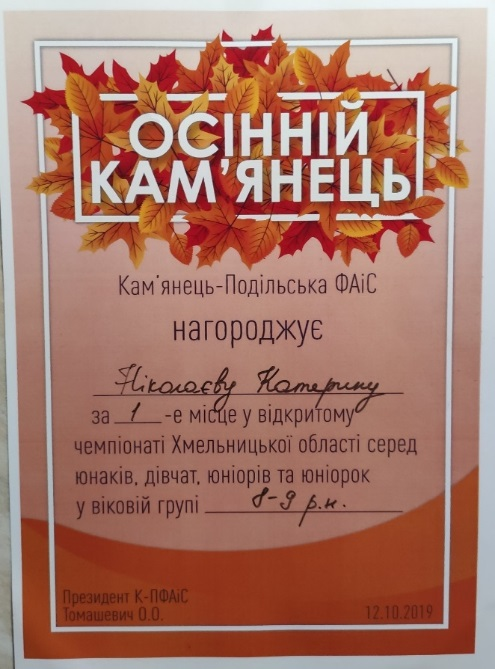 ОСІННІЙ
КАМ'ЯНЕЦЬ
Кам'янець-Подільська ФАіС
нагороджує
Ніколаєву Катерину
за 1 -е місце у відкритому
чемпіонаті Хмельницької області серед
юнаків, дівчат, юніорів та юніорок
у віковій групі 8-9 р.н.
Президент К-ПФАіС
Томашевич О.О.
12.10.2019